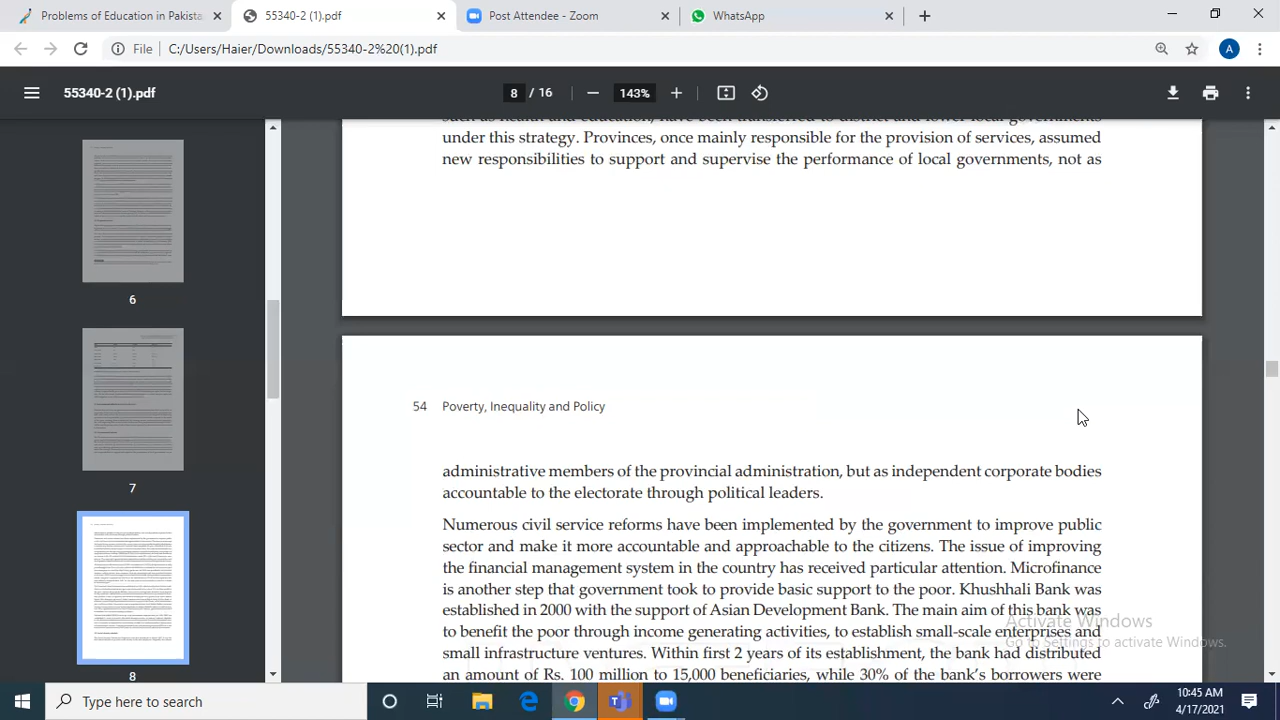 Problems of Education in Pakista
55340-2 (1).pdf
Post Attendee - Zoom
WhatsApp
File
C:/Users/Haier/Downloads/55340-2%20(1).pdf
A
55340-2 (1).pdf
8 / 16
143%
6
7
8
under this strategy. Provinces, once mainly responsible for the provision of services, assumed
new responsibilities to support and supervise the performance of local governments, not as
54 Poverty, Inequality and Policy
administrative members of the provincial administration, but as independent corporate bodies
accountable to the electorate through political leaders.
Numerous civil service reforms have been implemented by the government to improve public
sector and make it more accountable and approachable to the citizens. The issue of improving
the financial management system in the country has received particular attention. Microfinance
is another step that government took to provide basic support to the poor. Khushhali Bank was
established in 2000 with the support of Asian Development Bank. The main aim of this bank was
to benefit the poor through income generating activities, to establish small-scale enterprises and
small infrastructure ventures. Within first 2 years of its establishment, the bank had distributed
an amount of Rs. 100 million to 15,000 beneficiaries, while 30% of the bank's borrowers were
Activate Windows
Go to Settings to activate Windows.
Type here to search
10:45 AM
4/17/2021